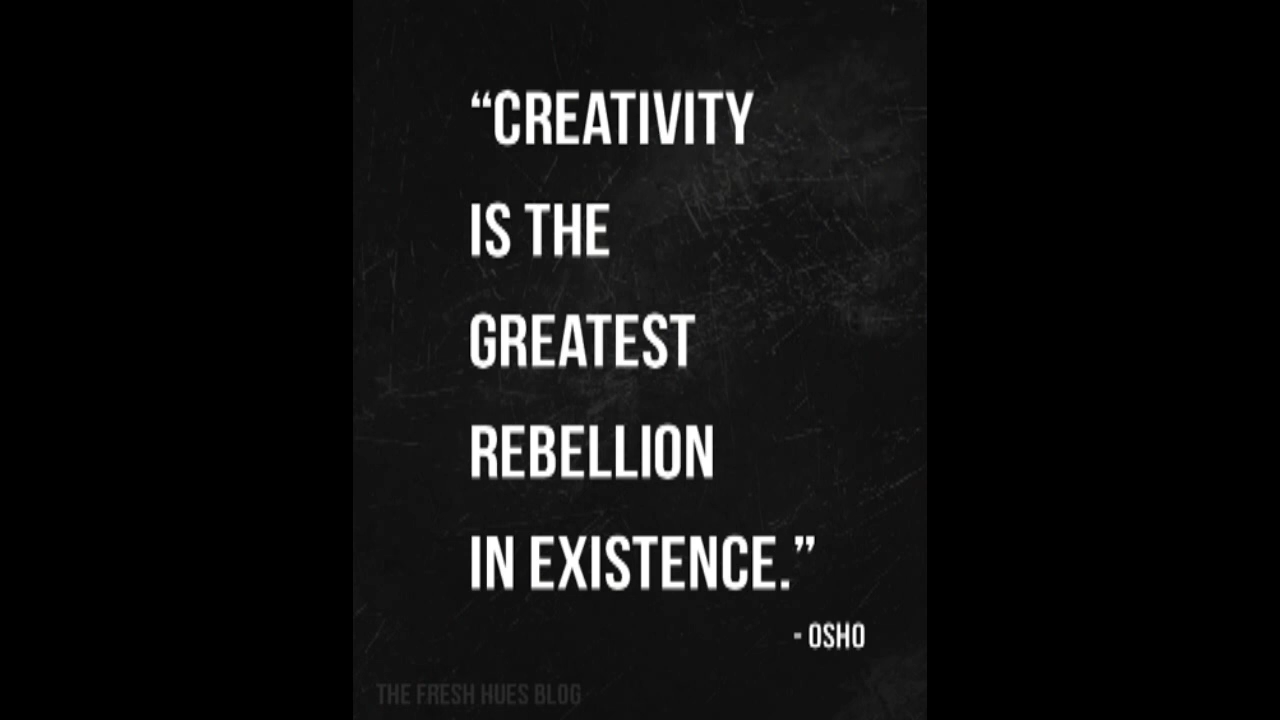 “CREATIVITY
IS THE
GREATEST
REBELLION
IN EXISTENCE.”
- OSHO
THE FRESH HUES BLOG